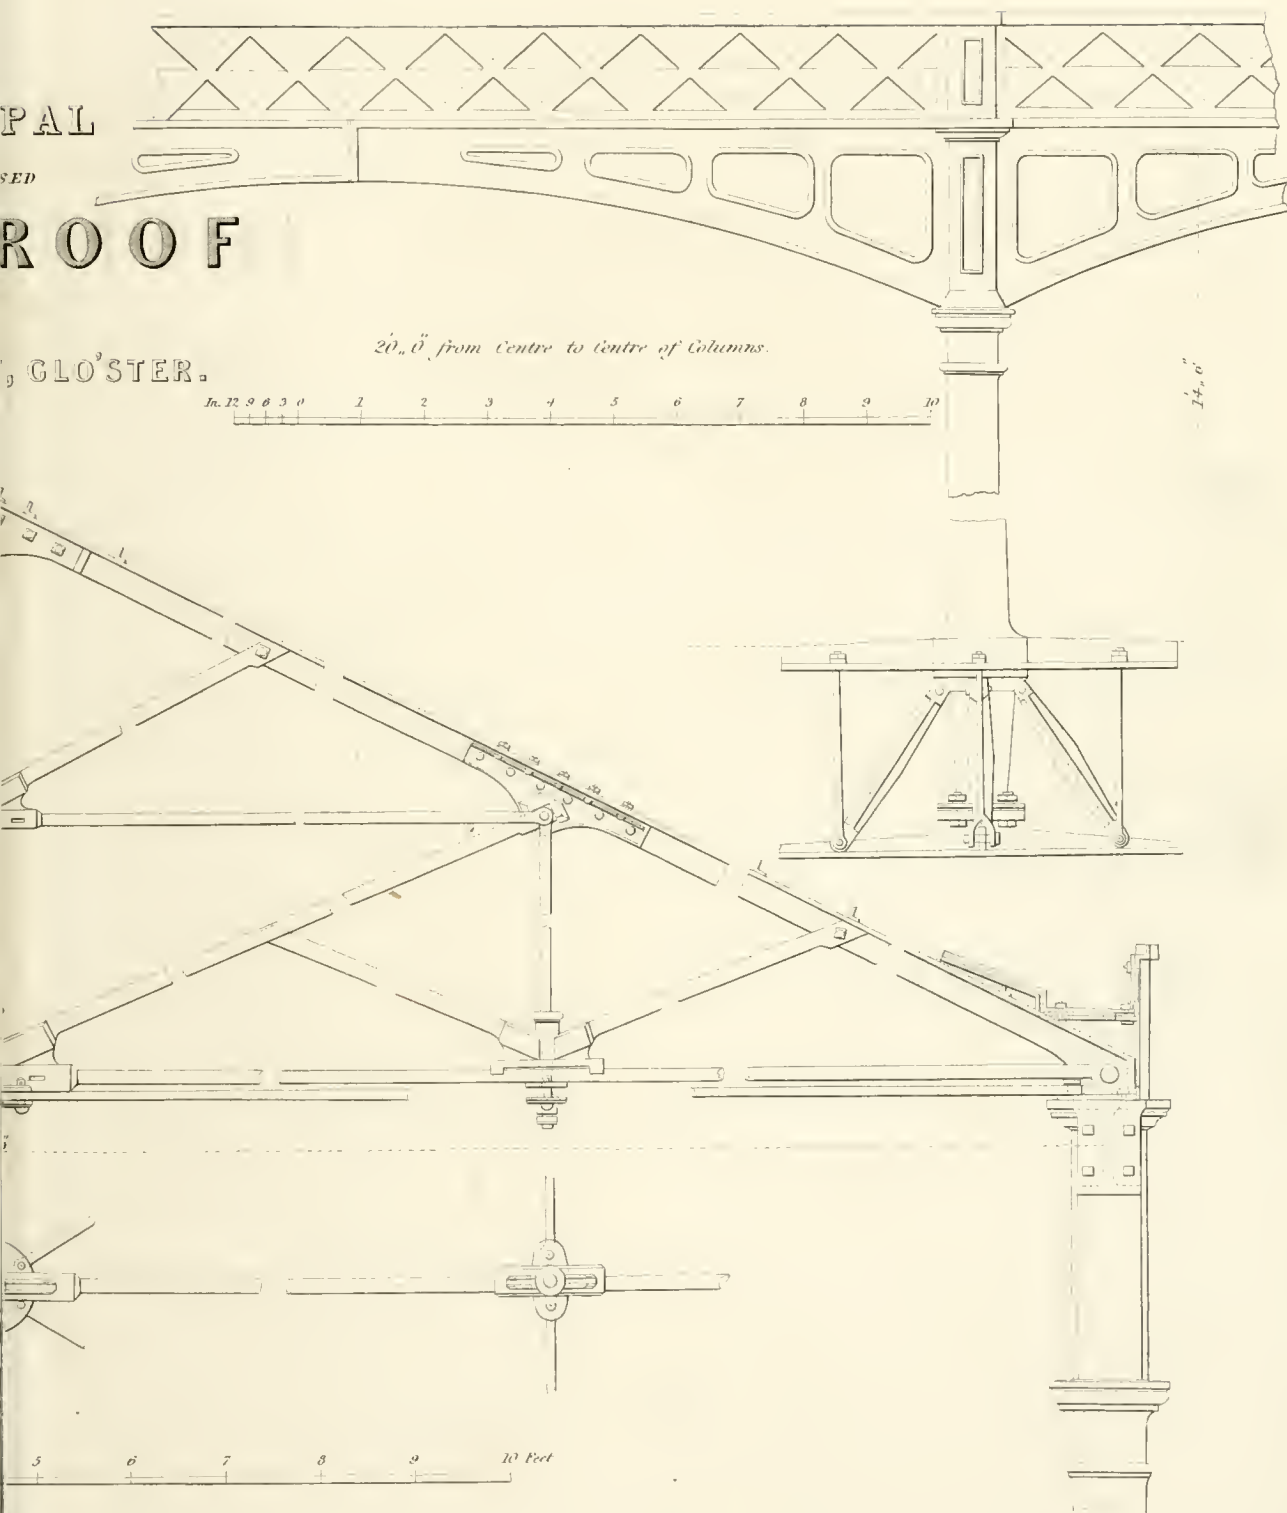 PAL
SED
ROOF
, GLO'STER.
20,, 0 from Centre to Centre of Columns.
In. 12 9 6 3 0 1 2 3 4 5 6 7 8 9 10
14,, 0
5 6 7 8 9 10 Feet